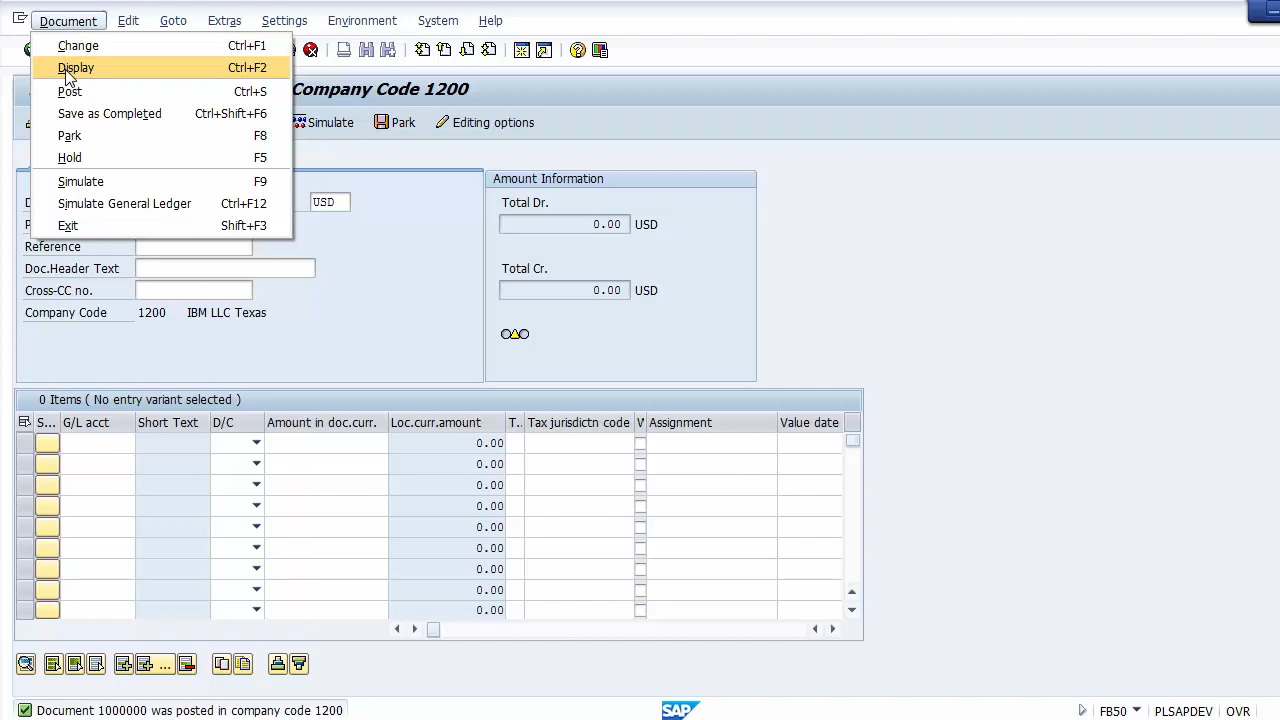 Document Edit Goto Extras Settings Environment System Help
Change Ctrl+F1
Display Ctrl+F2
Post Ctrl+S
Save as Completed Ctrl+Shift+F6
Park F8
Hold F5
Simulate F9
Simulate General Ledger Ctrl+F12
Exit Shift+F3
Company Code 1200
Simulate Park Editing options
USD
Reference
Doc.Header Text
Cross-CC no.
Company Code 1200 IBM LLC Texas
Amount Information
Total Dr.
0.00 USD
Total Cr.
0.00 USD
0 Items ( No entry variant selected )
S... G/L acct Short Text D/C Amount in doc.curr. Loc.curr.amount T.. Tax jurisdictn code V Assignment Value date
0.00
0.00
0.00
0.00
0.00
0.00
0.00
0.00
0.00
...
Document 1000000 was posted in company code 1200 SAP FB50 PLSAPDEV OVR